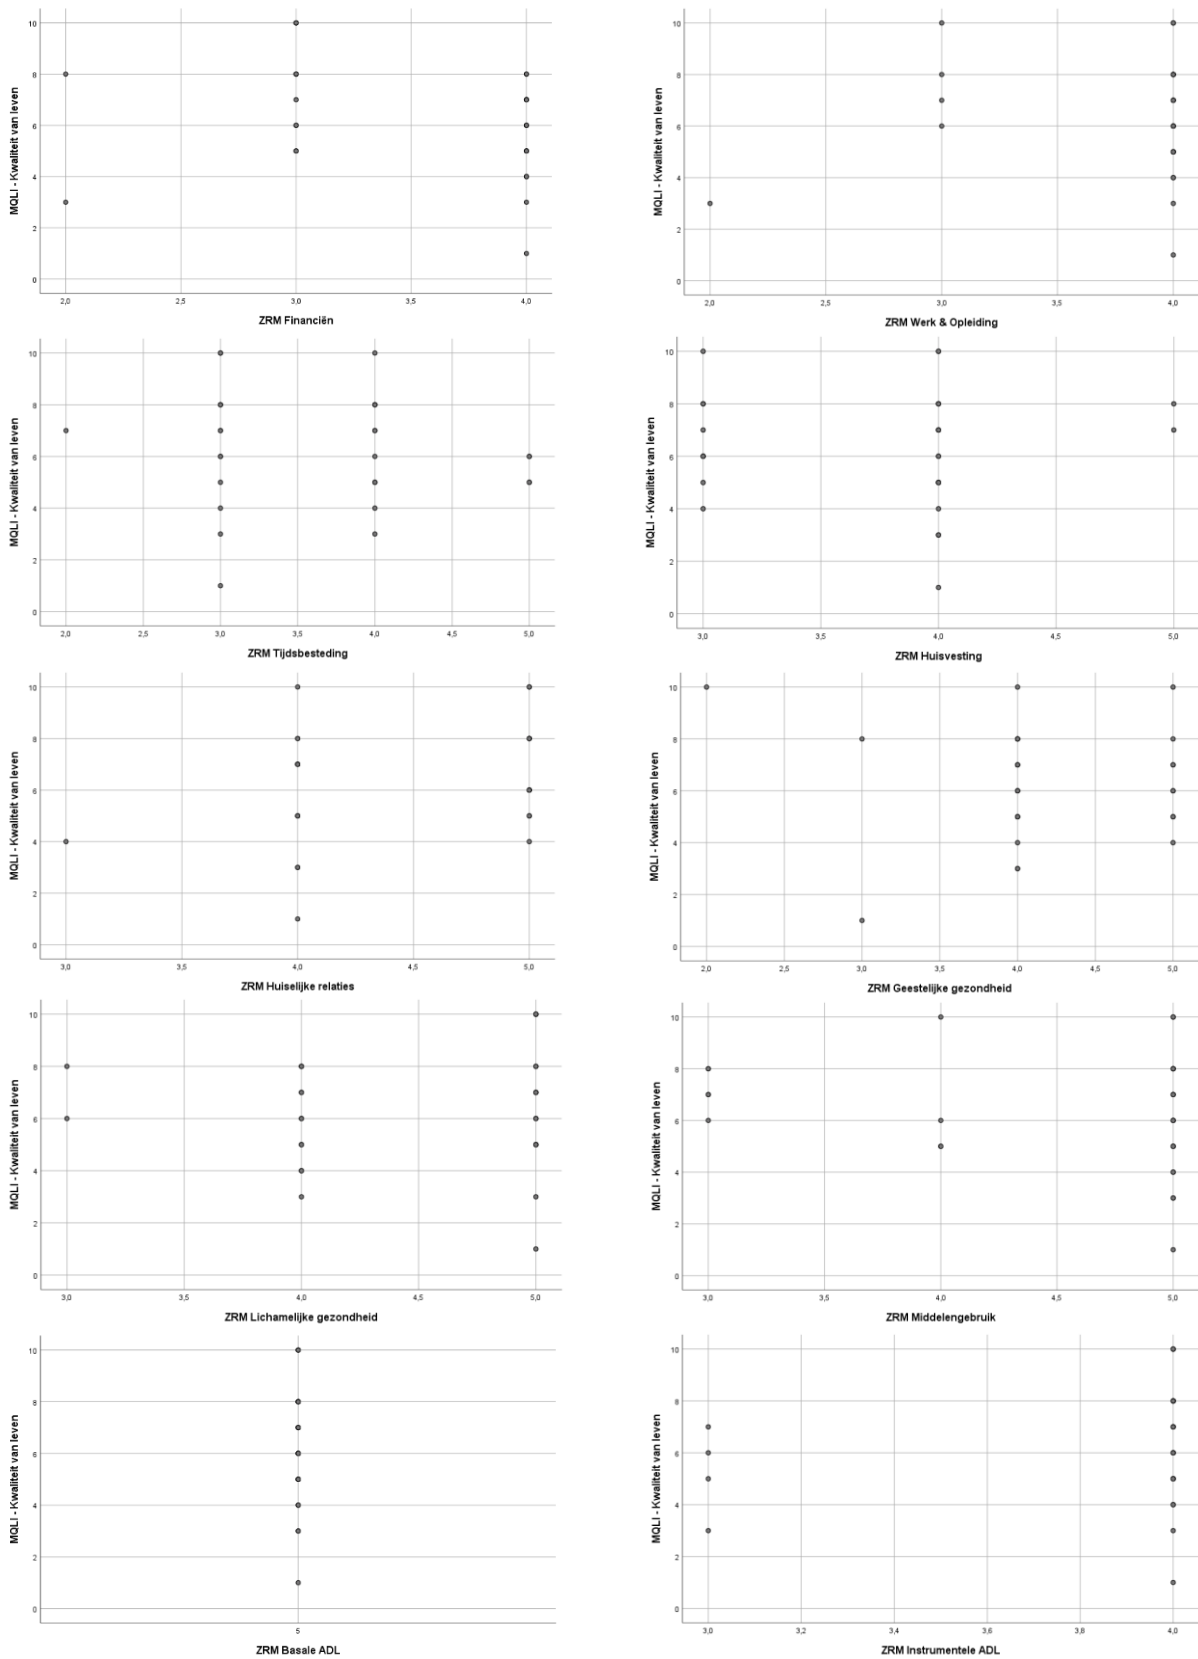 10
8
6
4
2
0
MQLI - Kwaliteit van leven
2,0 2,5 3,0 3,5 4,0
ZRM Financiën
10
8
6
4
2
0
MQLI - Kwaliteit van leven
2,0 2,5 3,0 3,5 4,0
ZRM Werk & Opleiding
10
8
6
4
2
0
MQLI - Kwaliteit van leven
2,0 2,5 3,0 3,5 4,0 4,5 5,0
ZRM Tijdsbesteding
10
8
6
4
2
0
MQLI - Kwaliteit van leven
3,0 3,5 4,0 4,5 5,0
ZRM Huisvesting
10
8
6
4
2
0
MQLI - Kwaliteit van leven
3,0 3,5 4,0 4,5 5,0
ZRM Huiselijke relaties
10
8
6
4
2
0
MQLI - Kwaliteit van leven
2,0 2,5 3,0 3,5 4,0 4,5 5,0
ZRM Geestelijke gezondheid
10
8
6
4
2
0
MQLI - Kwaliteit van leven
3,0 3,5 4,0 4,5 5,0
ZRM Lichamelijke gezondheid
10
8
6
4
2
0
MQLI - Kwaliteit van leven
3,0 3,5 4,0 4,5 5,0
ZRM Middelengebruik
10
8
6
4
2
0
MQLI - Kwaliteit van leven
5
ZRM Basale ADL
10
8
6
4
2
0
MQLI - Kwaliteit van leven
3,0 3,2 3,4 3,6 3,8 4,0
ZRM Instrumentele ADL